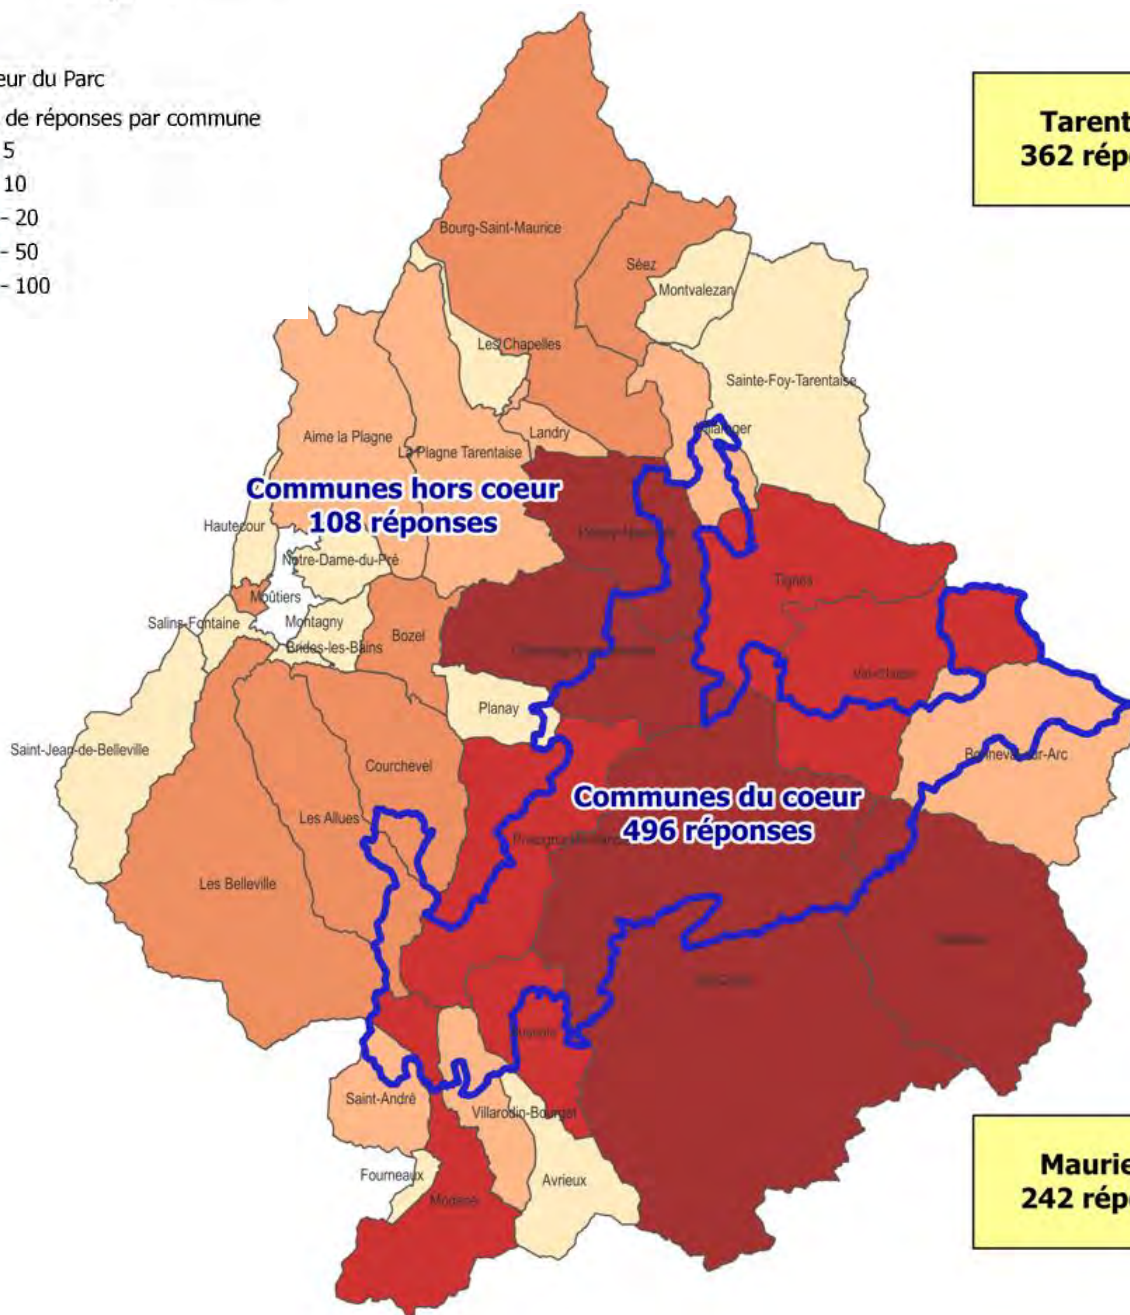 eur du Parc
de réponses par commune
5
10
- 20
- 50
- 100
Tarent
362 rép
Bourg-Saint-Maurice
Séez
Montvalezan
Les Chapelles
Sainte-Foy-Tarentaise
Landry
Aime la Plagne
La Plagne Tarentaise
Communes hors coeur
108 réponses
Hautecour
Notre-Dame-du-Pré
Tignes
Moûtiers
Salins-Fontaine
Montagny
Bozel
Brides-les-Bains
Planay
Saint-Jean-de-Belleville
Bonneval-sur-Arc
Courchevel
Communes du coeur
496 réponses
Les Allues
Les Belleville
Saint-André
Villarodin-Bourget
Fourneaux
Avrieux
Modane
Maurie
242 rép